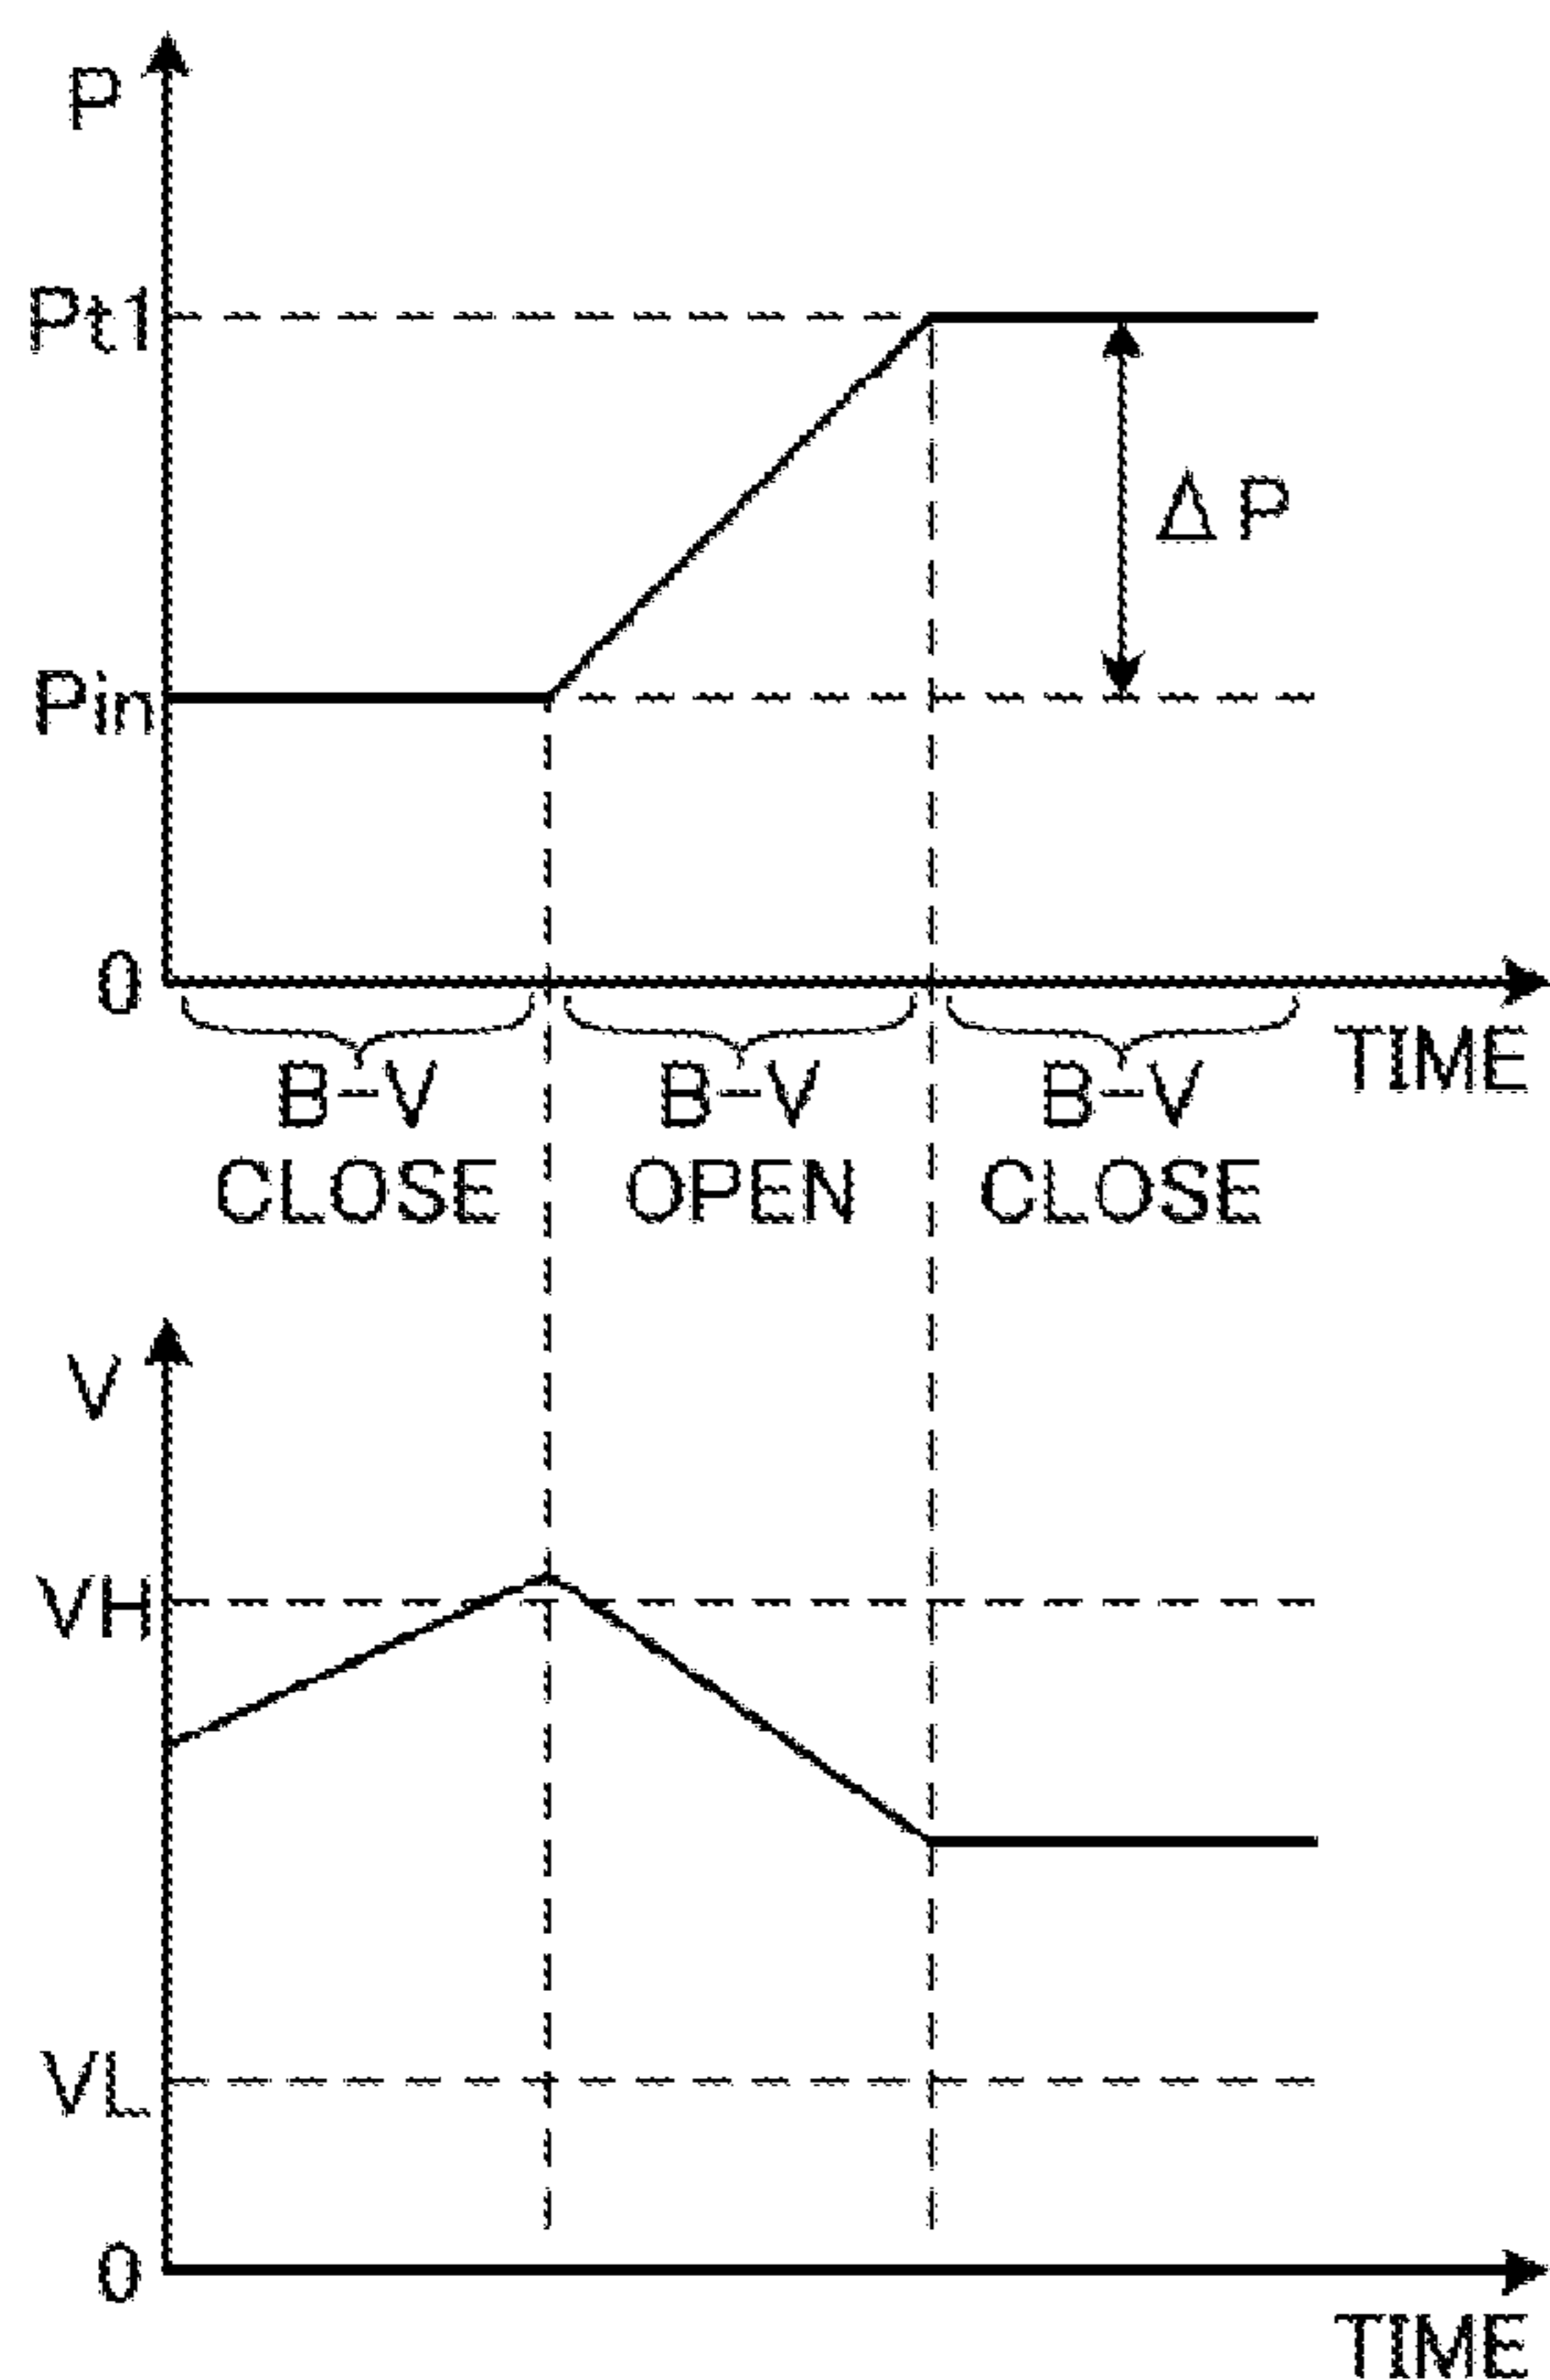 P
Pt1
ΔP
Pin
0
TIME
B-V CLOSE
B-V OPEN
B-V CLOSE
V
VH
VL
0
TIME